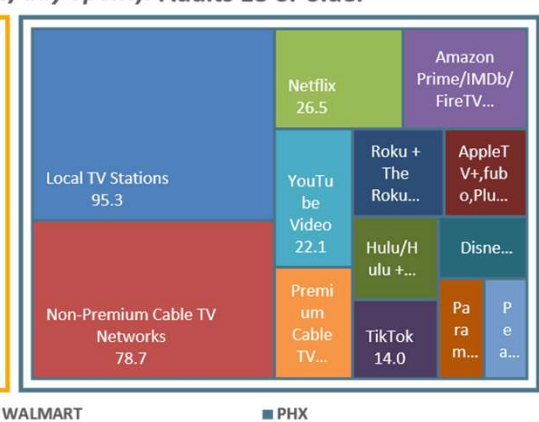 Adults 25 or Older
Local TV Stations
95.3
Netflix
26.5
Amazon
Prime/IMDb/
FireTV...
YouTu
be
Video
22.1
Roku +
The
Roku...
AppleT
V+,fub
o,Plu...
Hulu/H
ulu +...
Disne...
Non-Premium Cable TV
Networks
78.7
Premi
um
Cable
TV...
TikTok
14.0
Pa
ra
m...
P
e
a...
WALMART
PHX